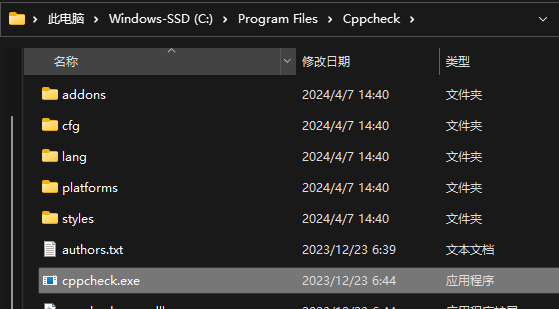 此电脑 > Windows-SSD (C:) > Program Files > Cppcheck >
名称 修改日期 类型
addons 2024/4/7 14:40 文件夹
cfg 2024/4/7 14:40 文件夹
lang 2024/4/7 14:40 文件夹
platforms 2024/4/7 14:40 文件夹
styles 2024/4/7 14:40 文件夹
authors.txt 2023/12/23 6:39 文本文档
cppcheck.exe 2023/12/23 6:44 应用程序